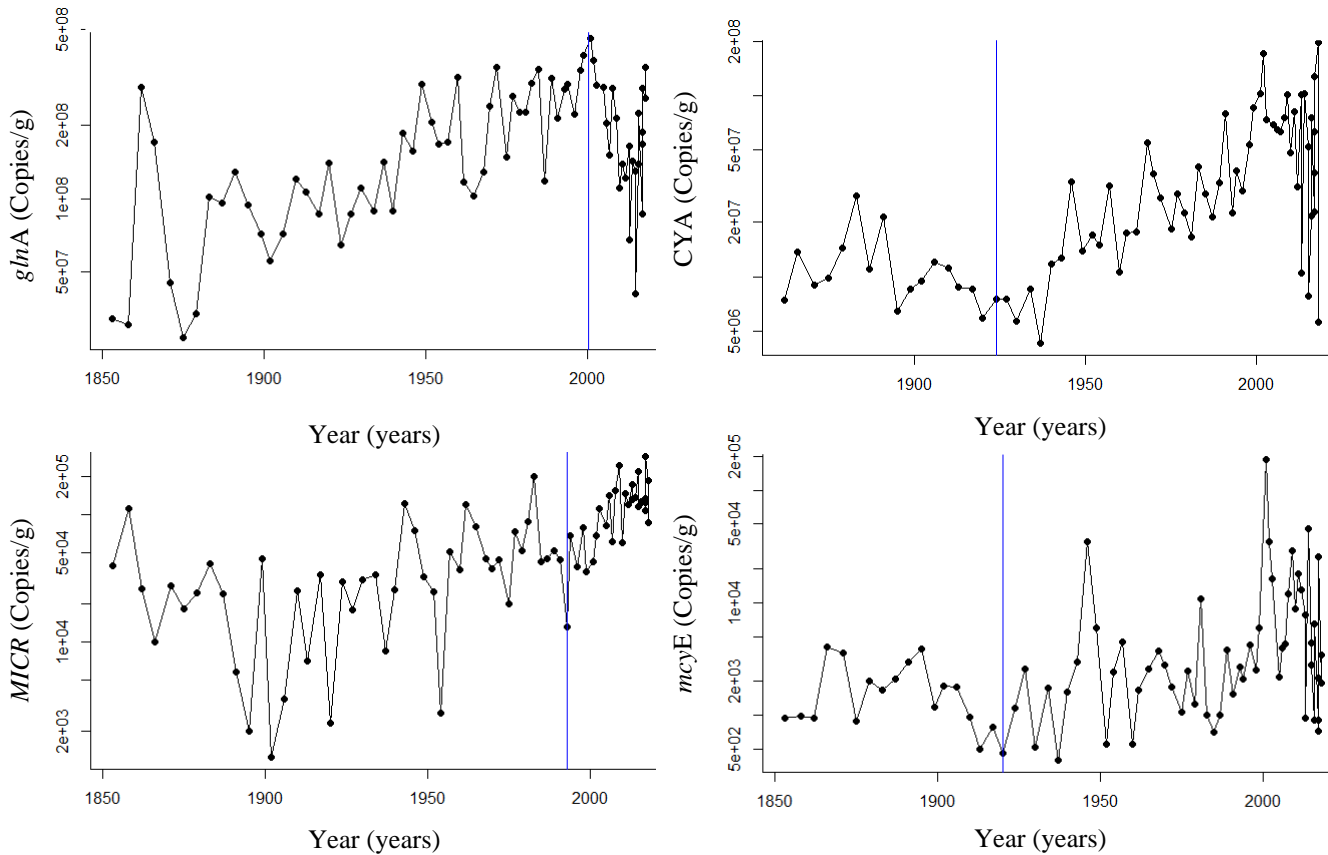 glnA (Copies/g)
5e+08
2e+08
1e+08
5e+07
1850 1900 1950 2000
Year (years)
CYA (Copies/g)
2e+08
5e+07
2e+07
5e+06
1900 1950 2000
Year (years)
MICR (Copies/g)
2e+05
5e+04
1e+04
2e+03
1850 1900 1950 2000
Year (years)
mcyE (Copies/g)
2e+05
5e+04
1e+04
2e+03
5e+02
1850 1900 1950 2000
Year (years)